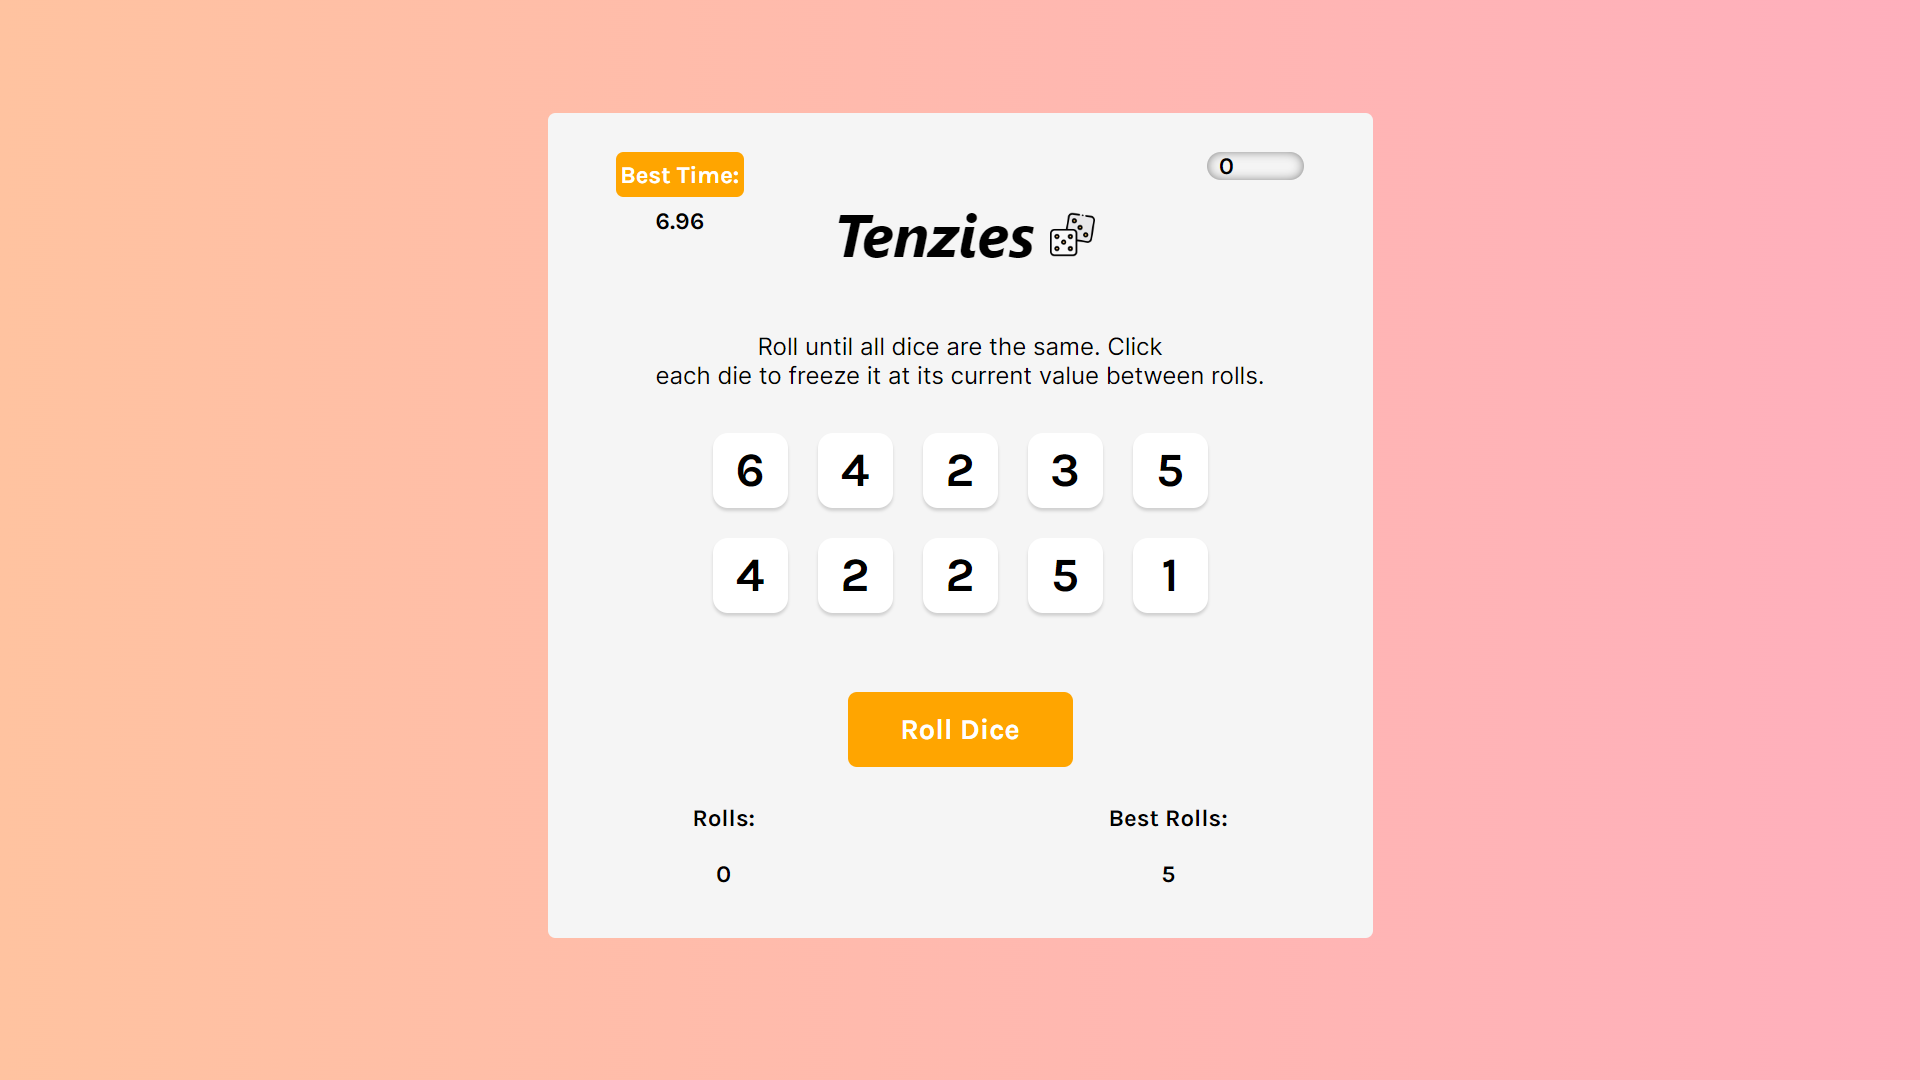 Best Time:
0
6.96
Tenzies
Roll until all dice are the same. Click
each die to freeze it at its current value between rolls.
6 4 2 3 5
4 2 2 5 1
Roll Dice
Rolls:
Best Rolls:
0
5